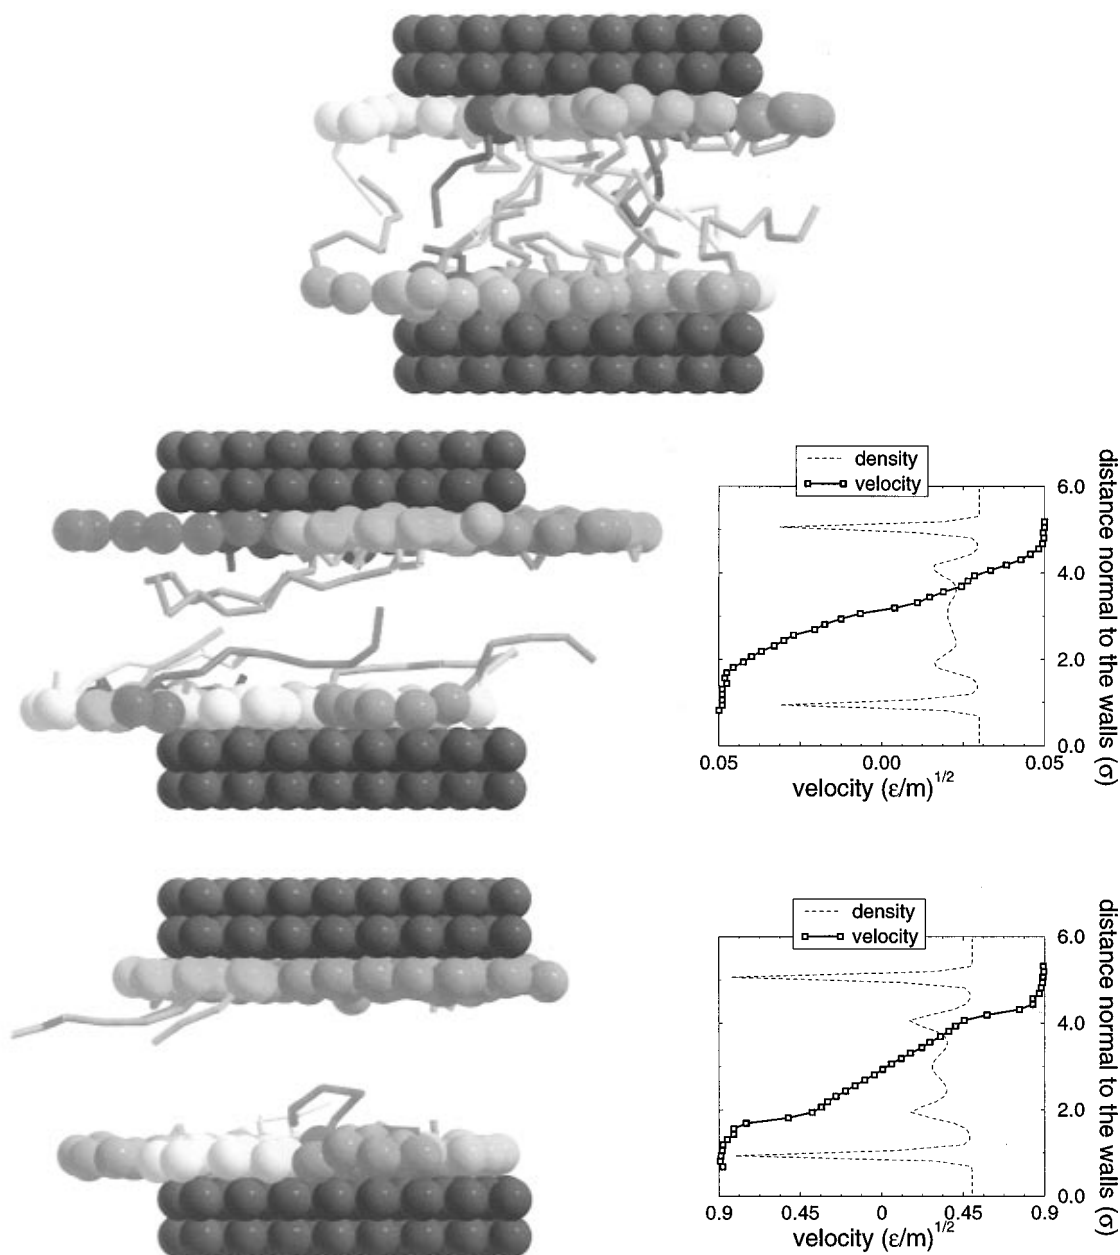 density
velocity
6.0
4.0
2.0
0.0
distance normal to the walls (σ)
0.05
0.00
0.05
velocity (ε/m)^1/2
density
velocity
6.0
4.0
2.0
0.0
distance normal to the walls (σ)
0.9
0.45
0
0.45
0.9
velocity (ε/m)^1/2